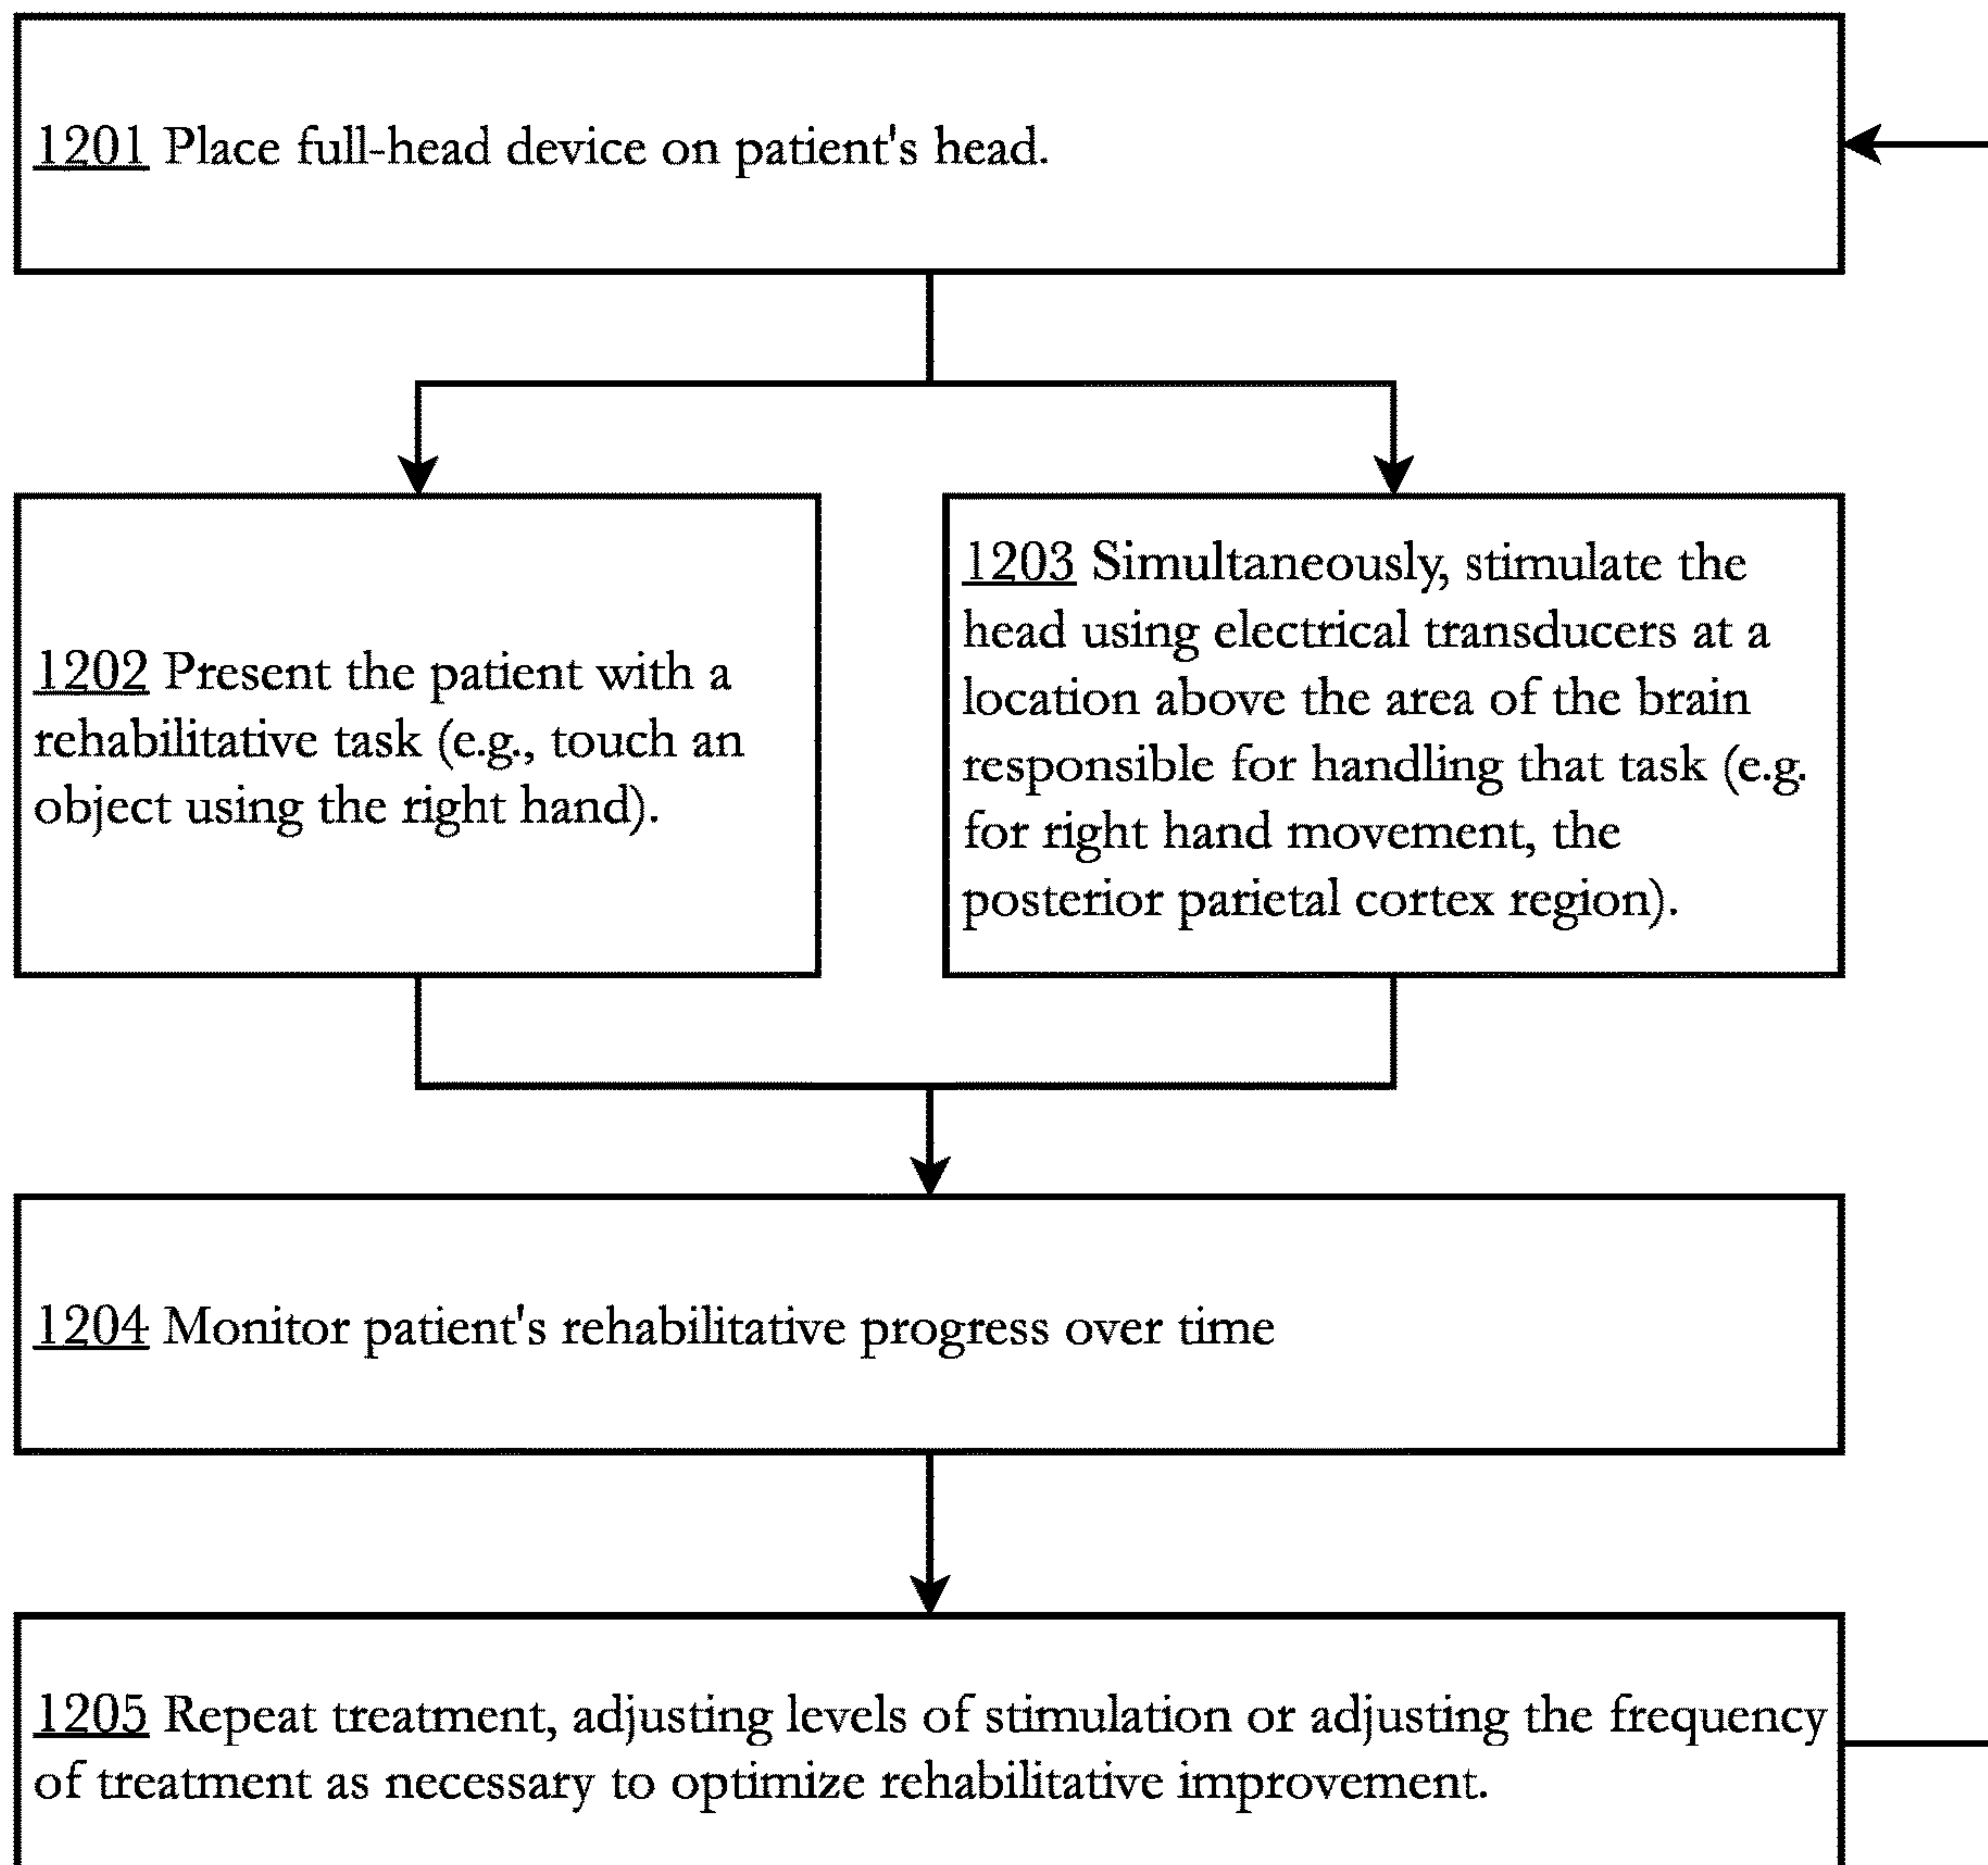 1201 Place full-head device on patient's head.
1202 Present the patient with a
rehabilitative task (e.g., touch an
object using the right hand).
1203 Simultaneously, stimulate the
head using electrical transducers at a
location above the area of the brain
responsible for handling that task (e.g.
for right hand movement, the
posterior parietal cortex region).
1204 Monitor patient's rehabilitative progress over time
1205 Repeat treatment, adjusting levels of stimulation or adjusting the frequency
of treatment as necessary to optimize rehabilitative improvement.